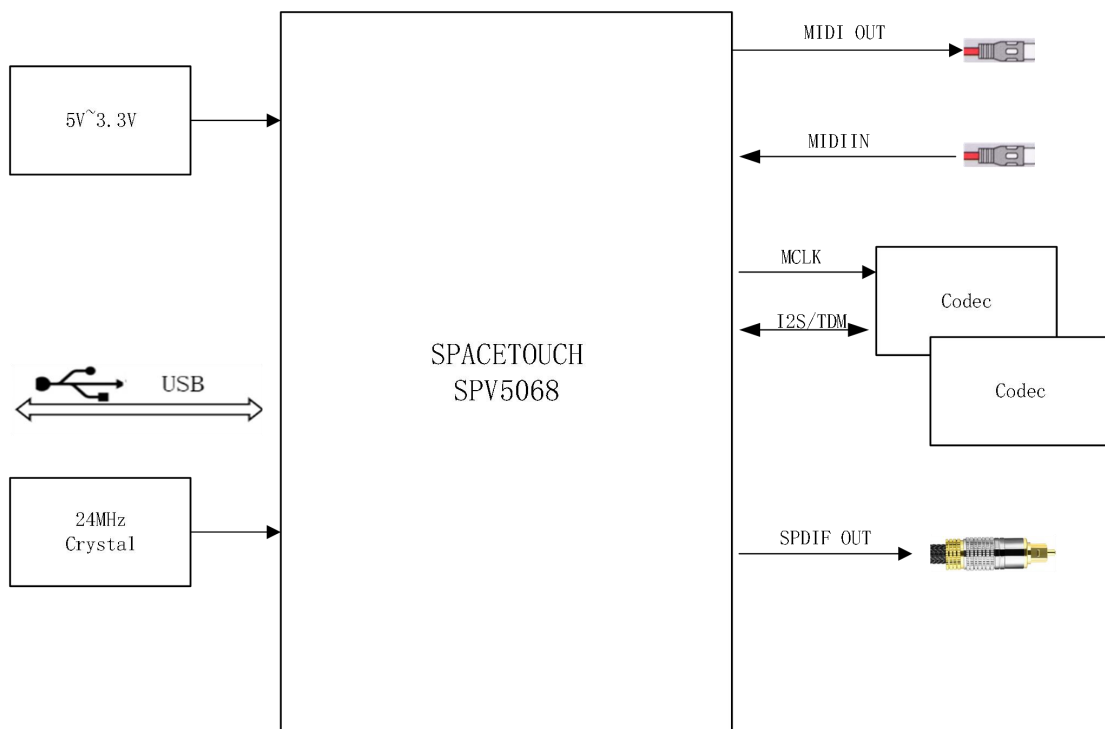 MIDI OUT
5V~3.3V
MIDIIN
MCLK
Codec
I2S/TDM
SPACETOUCH
SPV5068
USB
Codec
24MHz
Crystal
SPDIF OUT